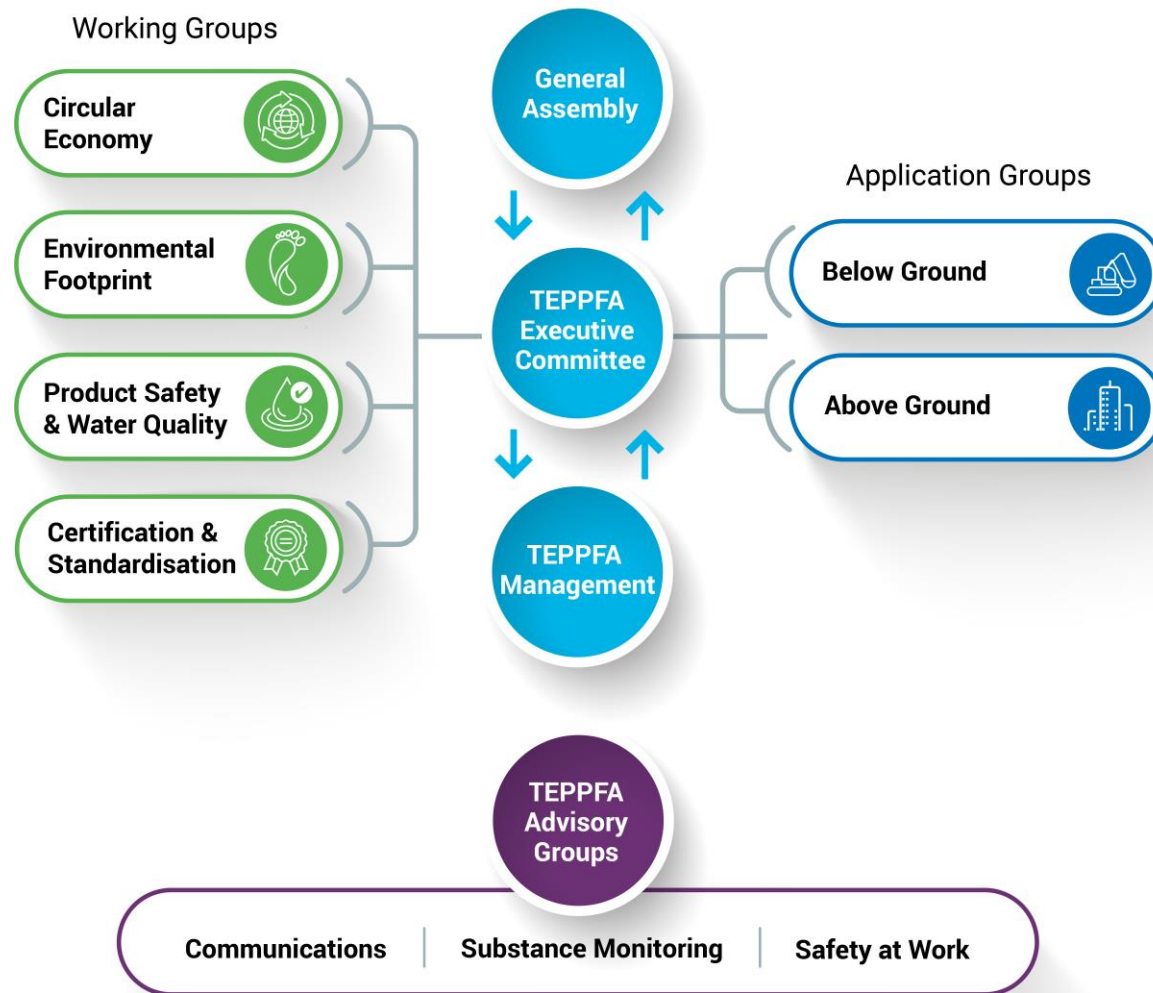 Working Groups
Circular
Economy
Environmental
Footprint
Product Safety
& Water Quality
Certification &
Standardisation
General
Assembly
TEPPFA
Executive
Committee
TEPPFA
Management
Application Groups
Below Ground
Above Ground
TEPPFA
Advisory
Groups
Communications
Substance Monitoring
Safety at Work